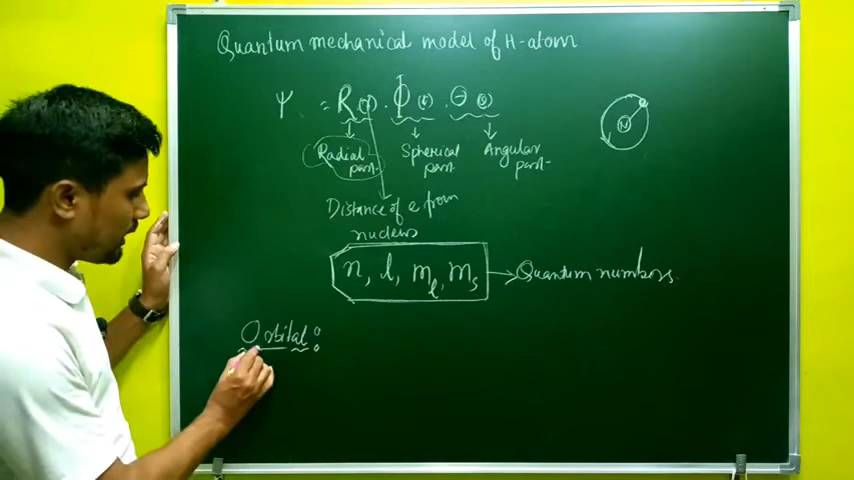 Quantum mechanical model of H-atom
Ψ = R(r) . Φ(φ) . Θ(θ)
Radial part Spherical part Angular part
Distance of e from nucleus
n, l, m_l, m_s → Quantum numbers
Orbital:
N
e